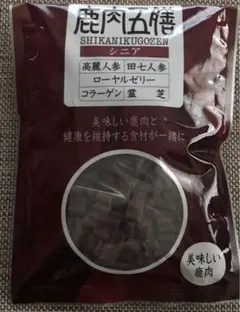 鹿肉五膳
SHIKANIKUGOZEN
シニア
高麗人参 田七人参
ローヤルゼリー
コラーゲン 霊芝
美味しい鹿肉と
健康を維持する食材が一緒に
美味しい
鹿肉